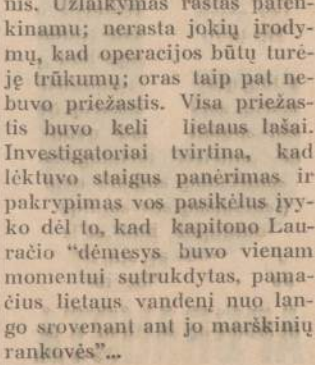 nis. Užlaikymas rastas paten-
kinamu; nerasta jokių įrody-
mų, kad operacijos būtų turė-
ję trūkumų; oras taip pat ne-
buvo priežastis. Visa priežas-
tis buvo keli lietaus lašai.
Investigatoriai tvirtina, kad
lėktuvo staigus panėrimas ir
pakrypimas vos pasikėlus įvy-
ko dėl to, kad kapitono Lau-
račio “dėmesys buvo vienam
momentui sutrukdytas, pama-
čius lietaus vandenį nuo lan-
go srovenant ant jo marškinių
rankovės”...